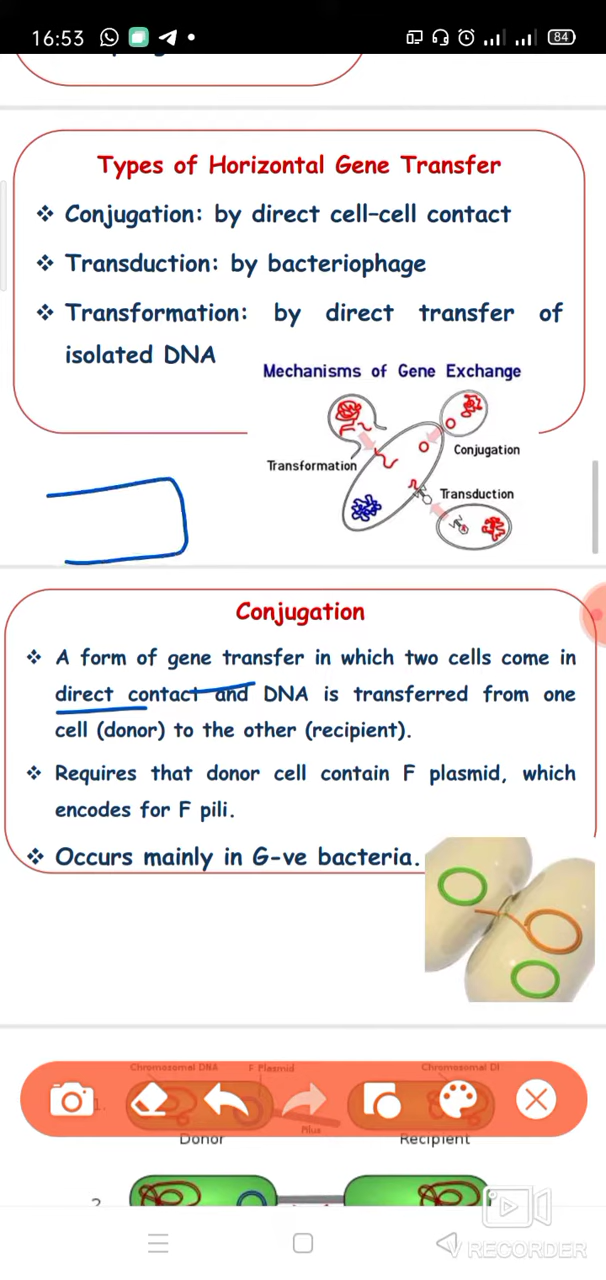 16:53
84
Types of Horizontal Gene Transfer
❖ Conjugation: by direct cell-cell contact
❖ Transduction: by bacteriophage
❖ Transformation: by direct transfer of
isolated DNA
Mechanisms of Gene Exchange
Conjugation
Transformation
Transduction
Conjugation
❖ A form of gene transfer in which two cells come in
direct contact and DNA is transferred from one
cell (donor) to the other (recipient).
❖ Requires that donor cell contain F plasmid, which
encodes for F pili.
❖ Occurs mainly in G-ve bacteria.
Chromosomal DNA
F Plasmid
Chromosomal
1.
Pilus
Donor
Recipient
2
V RECORDER